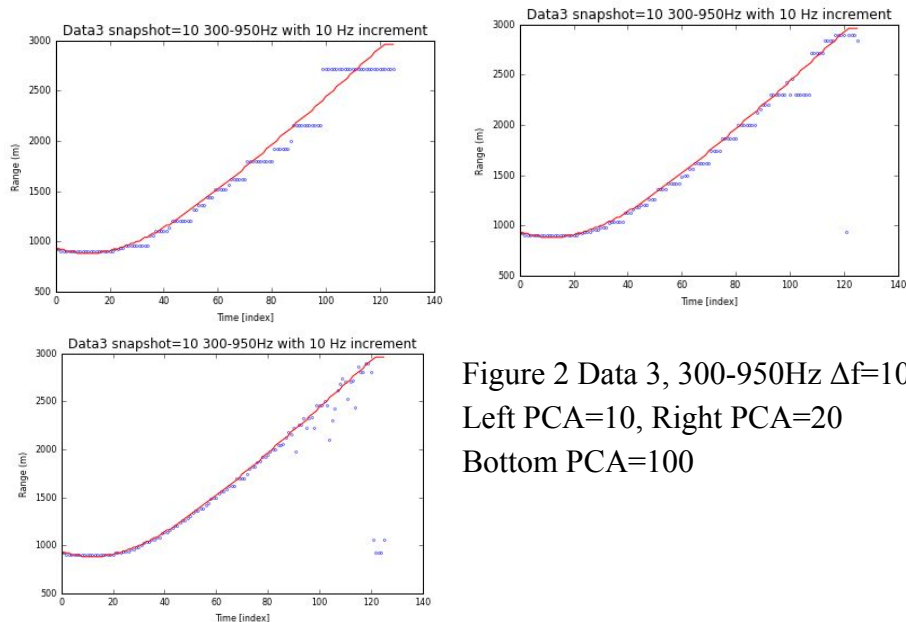 Data3 snapshot=10 300-950Hz with 10 Hz increment
3000
2500
2000
1500
1000
500
Range (m)
0 20 40 60 80 100 120 140
Time [index]
Data3 snapshot=10 300-950Hz with 10 Hz increment
3000
2500
2000
1500
1000
500
Range (m)
0 20 40 60 80 100 120 140
Time [index]
Data3 snapshot=10 300-950Hz with 10 Hz increment
3000
2500
2000
1500
1000
500
Range (m)
0 20 40 60 80 100 120 140
Time [index]
Figure 2 Data 3, 300-950Hz Δf=10
Left PCA=10, Right PCA=20
Bottom PCA=100